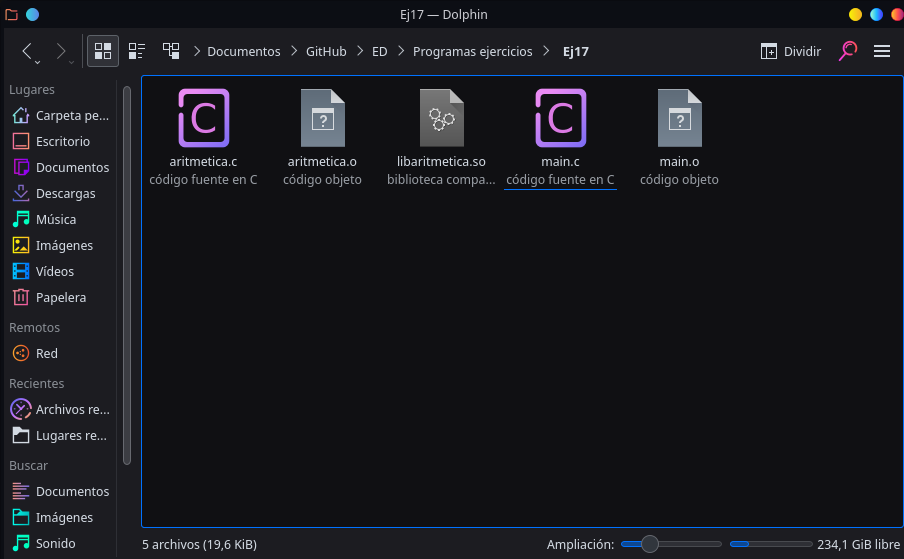 Ej17 — Dolphin
Documentos GitHub ED Programas ejercicios Ej17
Dividir
Lugares
Carpeta pe...
Escritorio
Documentos
Descargas
Música
Imágenes
Vídeos
Papelera
Remotos
Red
Recientes
Archivos re...
Lugares re...
Buscar
Documentos
Imágenes
Sonido
aritmetica.c
código fuente en C
aritmetica.o
código objeto
libaritmetica.so
biblioteca compa...
main.c
código fuente en C
main.o
código objeto
5 archivos (19,6 KiB)
Ampliación:
234,1 GiB libre